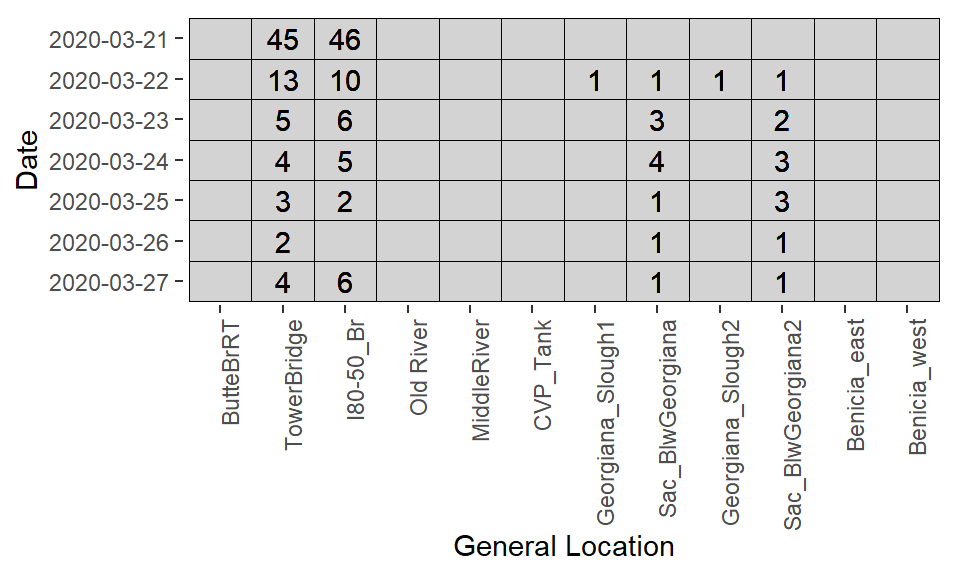 2020-03-21 45 46
2020-03-22 13 10 1 1 1 1
2020-03-23 5 6 3 2
2020-03-24 4 5 4 3
2020-03-25 3 2 1 3
2020-03-26 2 1 1
2020-03-27 4 6 1 1
Date
ButteBrRT
TowerBridge
I80-50_Br
Old River
MiddleRiver
CVP_Tank
Georgiana_Slough1
Sac_BlwGeorgiana
Georgiana_Slough2
Sac_BlwGeorgiana2
Benicia_east
Benicia_west
General Location